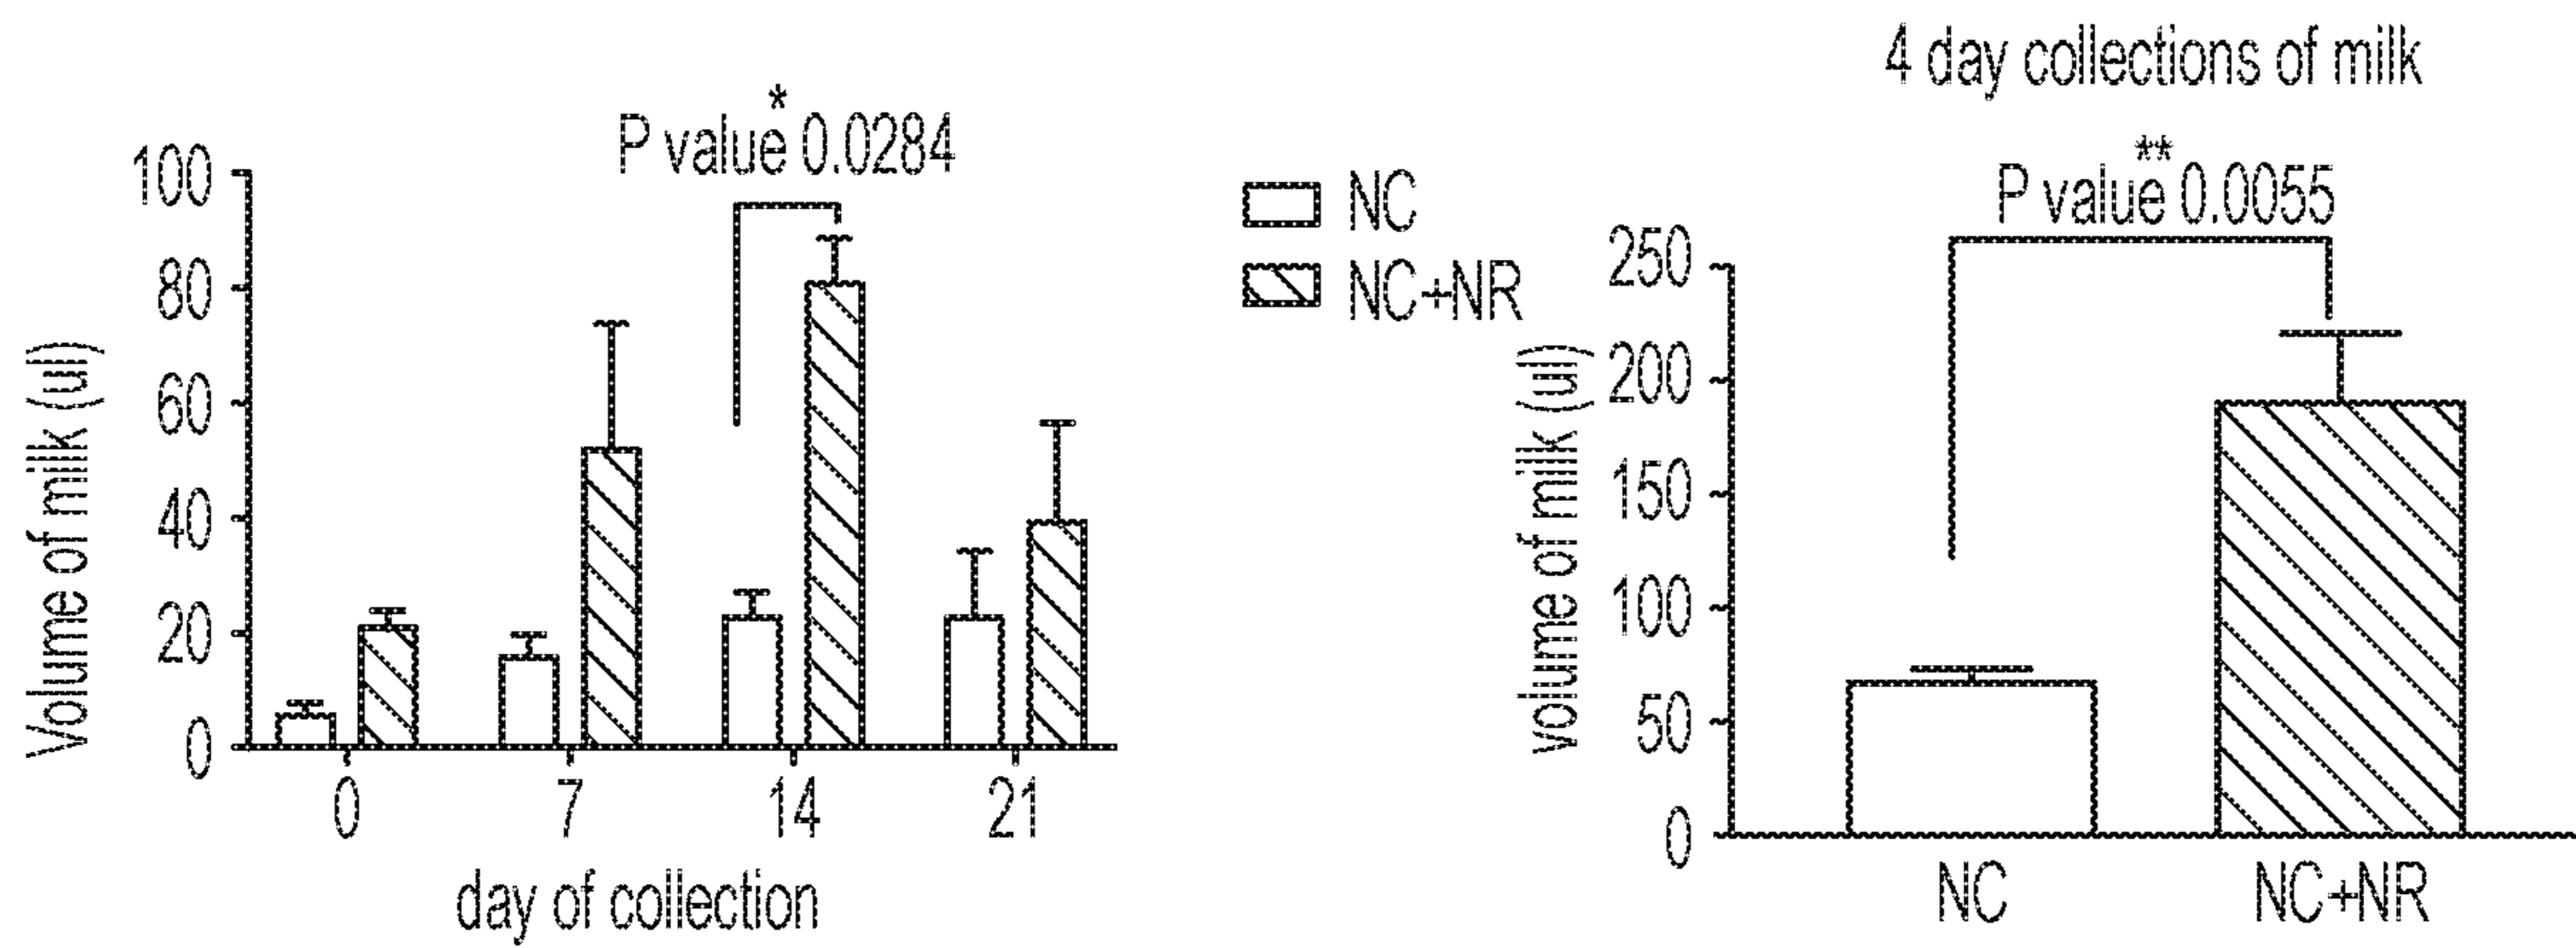 *
P value 0.0284
Volume of milk (ul)
100
80
60
40
20
0
0 7 14 21
day of collection
NC
NC+NR
4 day collections of milk
**
P value 0.0055
volume of milk (ul)
250
200
150
100
50
0
NC NC+NR